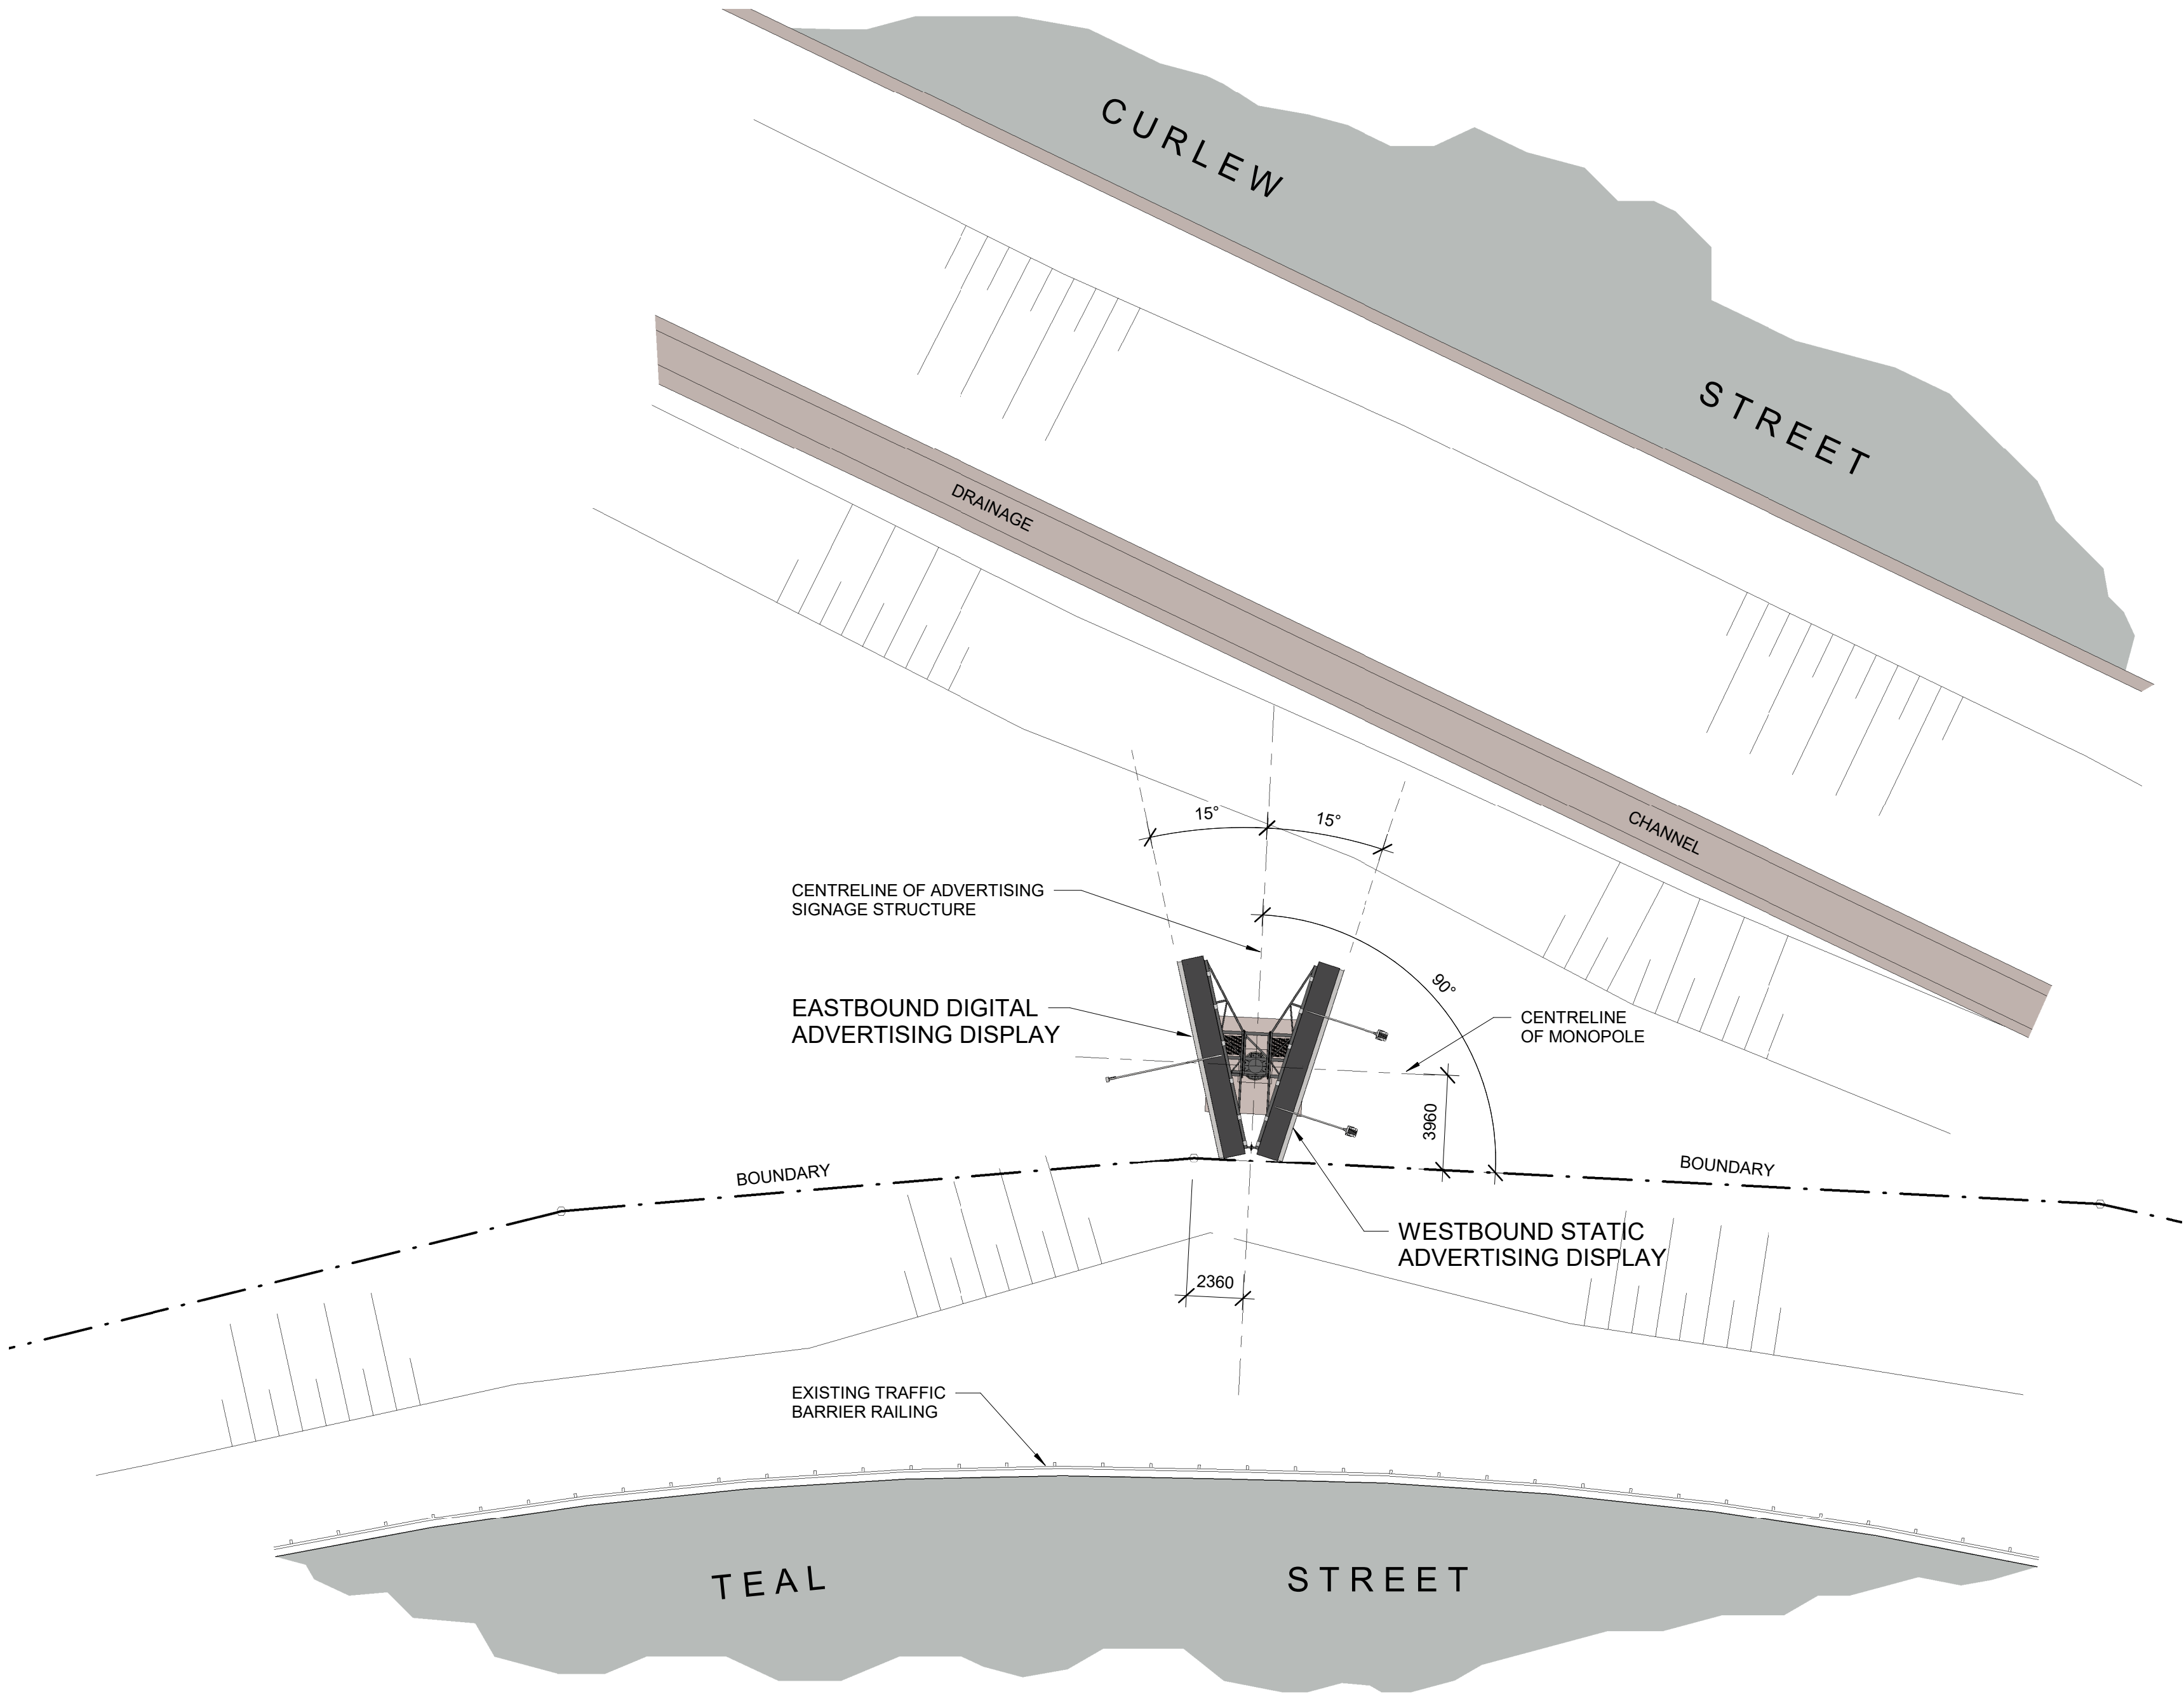 CURLEW
STREET
DRAINAGE
CHANNEL
15°
15°
CENTRELINE OF ADVERTISING
SIGNAGE STRUCTURE
90°
EASTBOUND DIGITAL
ADVERTISING DISPLAY
CENTRELINE
OF MONOPOLE
3960
BOUNDARY
BOUNDARY
WESTBOUND STATIC
ADVERTISING DISPLAY
2360
EXISTING TRAFFIC
BARRIER RAILING
TEAL
STREET